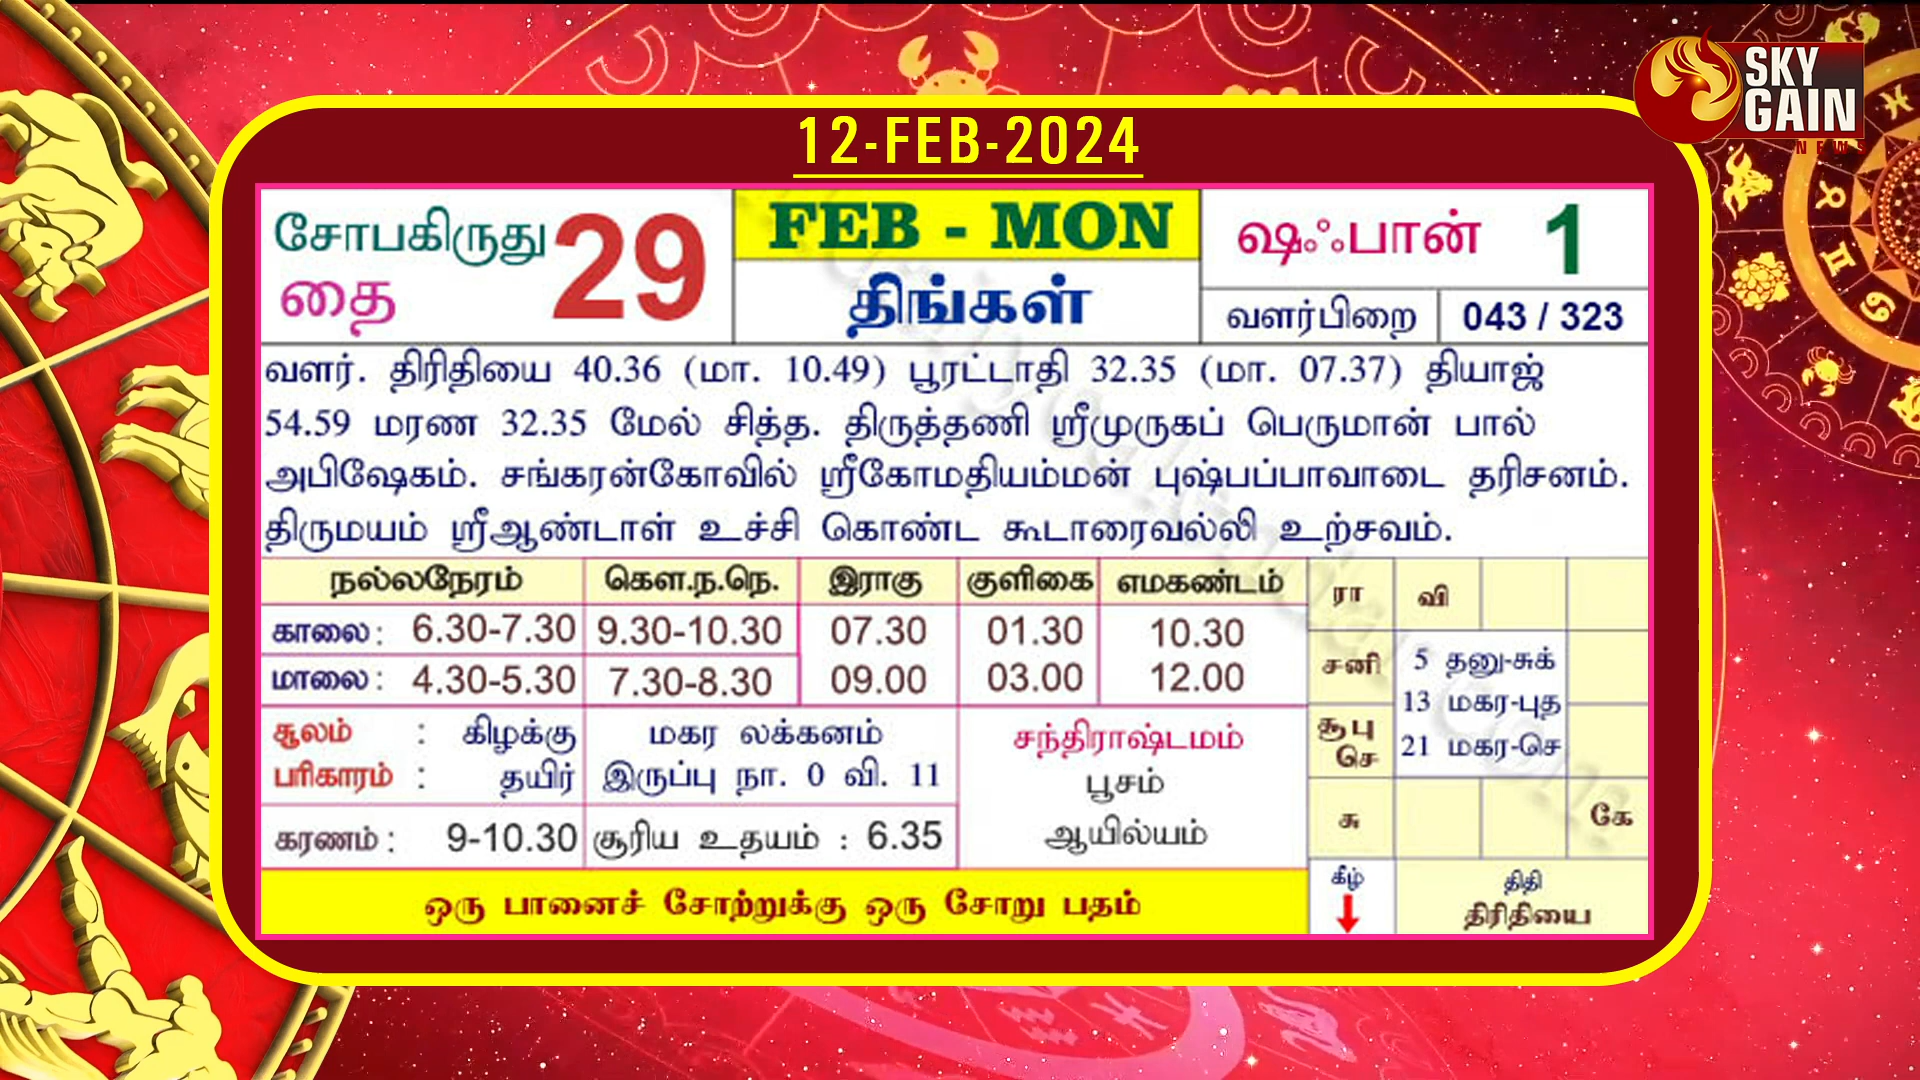 SKY
GAIN
NEWS
12-FEB-2024
சோபகிருது
தை
29
FEB - MON
திங்கள்
ஷஃபான் 1
வளர்பிறை 043 / 323
வளர். திரிதியை 40.36 (மா. 10.49) பூரட்டாதி 32.35 (மா. 07.37) தியாஜ்
54.59 மரண 32.35 மேல் சித்த. திருத்தணி ஸ்ரீமுருகப் பெருமான் பால்
அபிஷேகம். சங்கரன்கோவில் ஸ்ரீகோமதியம்மன் புஷ்பப்பாவாடை தரிசனம்.
திருமயம் ஸ்ரீஆண்டாள் உச்சி கொண்ட கூடாரைவல்லி உற்சவம்.
நல்லநேரம் கௌ.ந.நே. இராகு குளிகை எமகண்டம்
காலை : 6.30-7.30 9.30-10.30 07.30 01.30 10.30
மாலை : 4.30-5.30 7.30-8.30 09.00 03.00 12.00
சூலம் : கிழக்கு மகர லக்கனம் சந்திராஷ்டமம்
பரிகாரம் : தயிர் இருப்பு நா. 0 வி. 11 பூசம்
கரணம் : 9-10.30 சூரிய உதயம் : 6.35 ஆயில்யம்
ஒரு பானைச் சோற்றுக்கு ஒரு சோறு பதம்
ரா வி
சனி 5 தனு-சுக்
13 மகர-புத
சூ பு
செ 21 மகர-செ
சு கே
கீழ் திதி
திரிதியை